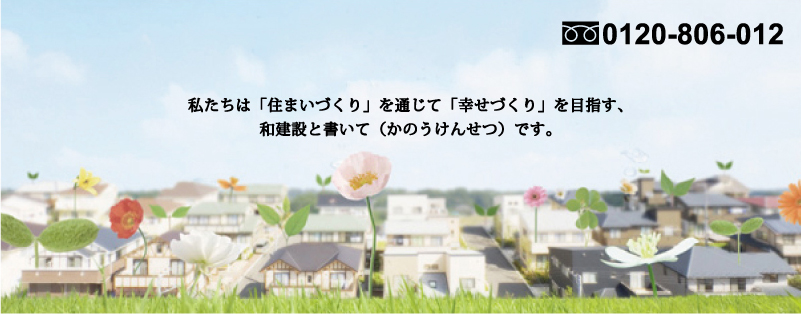 0120-806-012
私たちは「住まいづくり」を通じて「幸せづくり」を目指す、
和建設と書いて（かのうけんせつ）です。